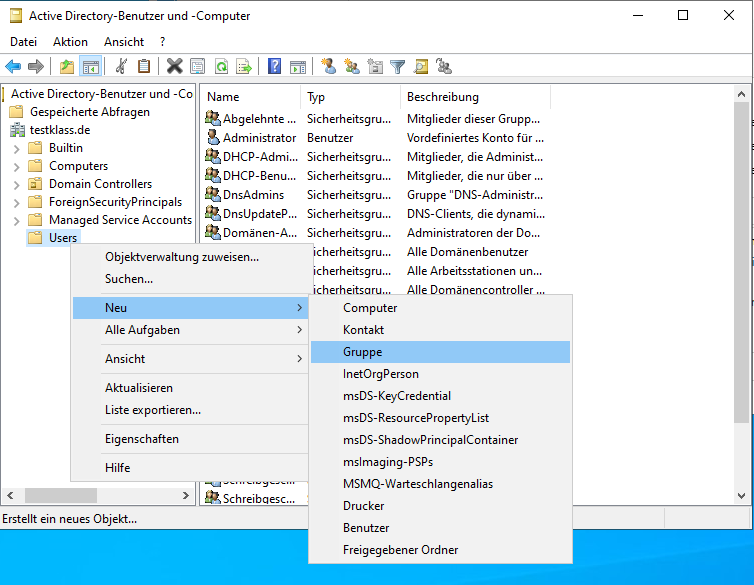 Active Directory-Benutzer und -Computer
Datei Aktion Ansicht ?
Active Directory-Benutzer und -Co
Gespeicherte Abfragen
testklass.de
Builtin
Computers
Domain Controllers
ForeignSecurityPrincipals
Managed Service Accounts
Users
Name Typ Beschreibung
Abgelehnte ... Sicherheitsgru... Mitglieder dieser Grupp...
Administrator Benutzer Vordefiniertes Konto für ...
DHCP-Admi... Sicherheitsgru... Mitglieder, die Administ...
DHCP-Benu... Sicherheitsgru... Mitglieder, die nur über ...
DnsAdmins Sicherheitsgru... Gruppe "DNS-Administr...
DnsUpdateP... Sicherheitsgru... DNS-Clients, die dynami...
Domänen-A... Sicherheitsgru... Administratoren der Do...
icherheitsgru... Alle Domänenbenutzer
icherheitsgru... Alle Arbeitsstationen un...
icherheitsgru... Alle Domänencontroller ...
Schreibgesc...
Schreibgesc...
Objektverwaltung zuweisen...
Suchen...
Neu
Alle Aufgaben
Ansicht
Aktualisieren
Liste exportieren...
Eigenschaften
Hilfe
Computer
Kontakt
Gruppe
InetOrgPerson
msDS-KeyCredential
msDS-ResourcePropertyList
msDS-ShadowPrincipalContainer
msImaging-PSPs
MSMQ-Warteschlangenalias
Drucker
Benutzer
Freigegebener Ordner
Erstellt ein neues Objekt...